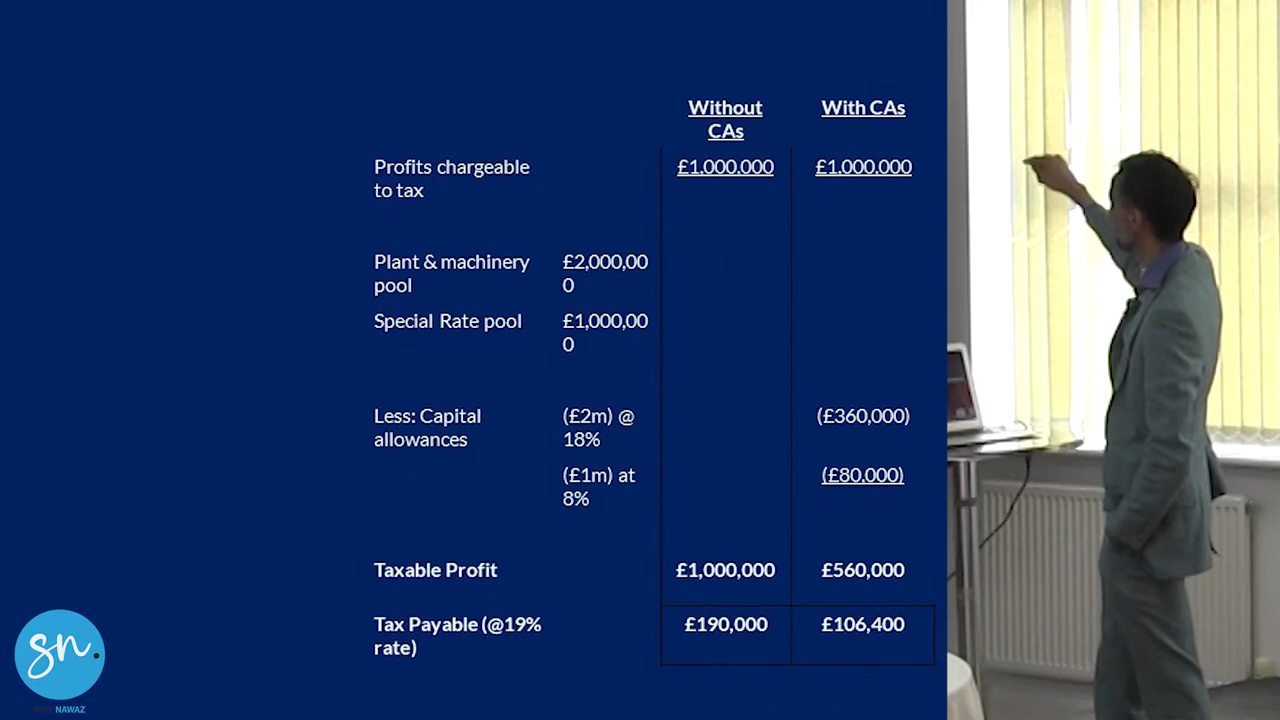 Without
CAs
With CAs
Profits chargeable
to tax
£1,000,000
£1,000,000
Plant & machinery
pool
£2,000,00
0
Special Rate pool
£1,000,00
0
Less: Capital
allowances
(£2m) @
18%
(£360,000)
(£1m) at
8%
(£80,000)
Taxable Profit
£1,000,000
£560,000
Tax Payable (@19%
rate)
£190,000
£106,400
sn.
NAWAZ